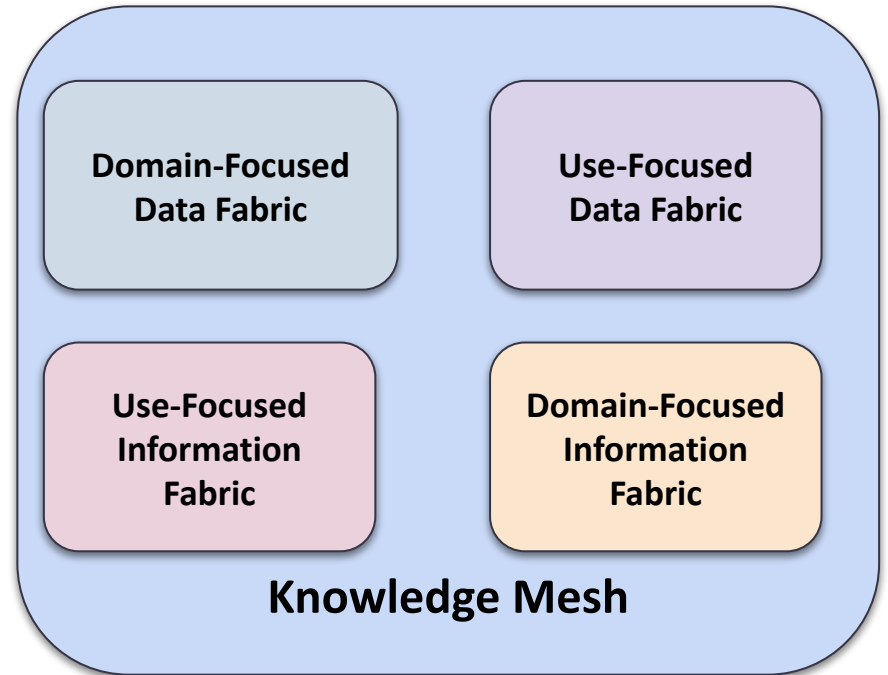 Domain-Focused
Data Fabric
Use-Focused
Data Fabric
Use-Focused
Information
Fabric
Domain-Focused
Information
Fabric
Knowledge Mesh